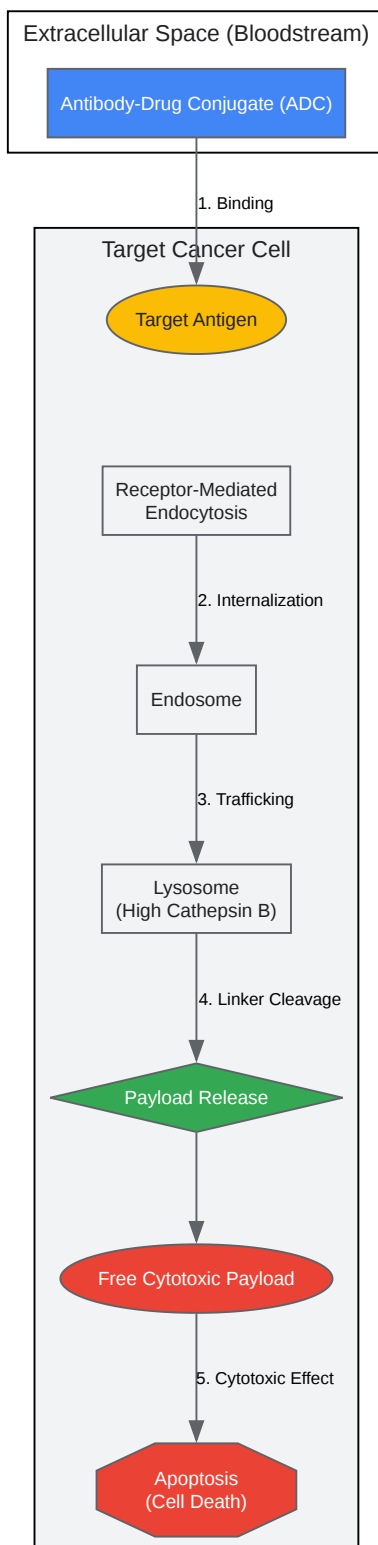 Extracellular Space (Bloodstream)
Antibody-Drug Conjugate (ADC)
1. Binding
Target Cancer Cell
Target Antigen
Receptor-Mediated
Endocytosis
2. Internalization
Endosome
3. Trafficking
Lysosome
(High Cathepsin B)
4. Linker Cleavage
Payload Release
Free Cytotoxic Payload
5. Cytotoxic Effect
Apoptosis
(Cell Death)